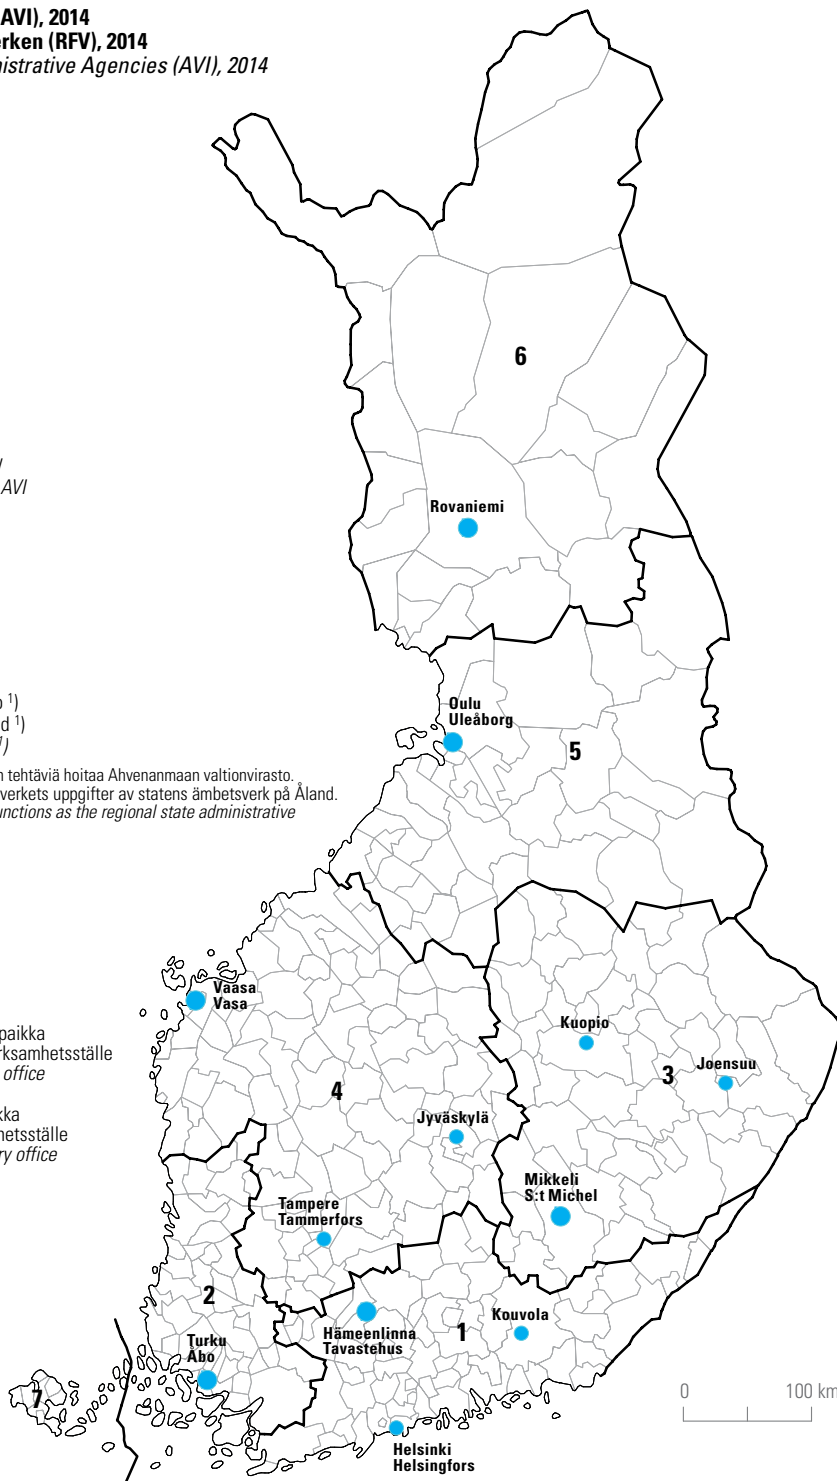 AVI), 2014
erken (RFV), 2014
nistrative Agencies (AVI), 2014
6
AVI
Rovaniemi
1)
d 1)
Oulu
Uleåborg
5
n tehtäviä hoitaa Ahvenanmaan valtionvirasto.
verkets uppgifter av statens ämbetsverk på Åland.
unctions as the regional state administrative
Vaasa
Vasa
paikka
rksamhetsställe
office
kka
hetsställe
ry office
Kuopio
3
Joensuu
4
Jyväskylä
Mikkeli
S:t Michel
Tampere
Tammerfors
2
Turku
Åbo
Hämeenlinna
Tavastehus
1
Kouvola
7
0
100 km
Helsinki
Helsingfors